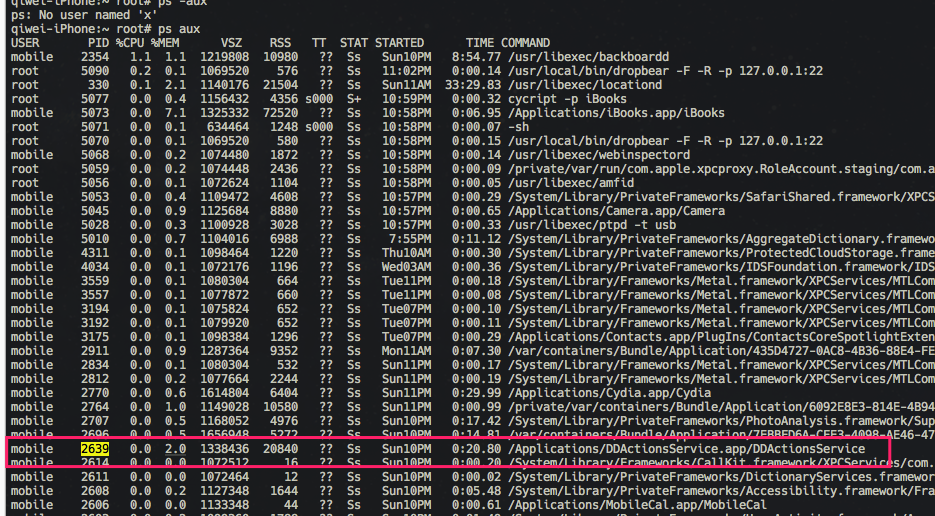 qiwei-iPhone:~ root# ps -aux
ps: No user named 'x'
qiwei-iPhone:~ root# ps aux
USER PID %CPU %MEM VSZ RSS TT STAT STARTED TIME COMMAND
mobile 2354 1.1 1.1 1219808 10980 ?? Ss Sun10PM 8:54.77 /usr/libexec/backboardd
root 5090 0.2 0.1 1069520 576 ?? Ss 11:02PM 0:00.14 /usr/local/bin/dropbear -F -R -p 127.0.0.1:22
root 330 0.1 2.1 1140176 21504 ?? Ss Sun11AM 33:29.83 /usr/libexec/locationd
root 5077 0.0 0.4 1156432 4356 s000 S+ 10:59PM 0:00.32 cycript -p iBooks
mobile 5073 0.0 7.1 1325332 72520 ?? Ss 10:58PM 0:06.95 /Applications/iBooks.app/iBooks
root 5071 0.0 0.1 634464 1248 s000 Ss 10:58PM 0:00.07 -sh
root 5070 0.0 0.1 1069520 580 ?? Ss 10:58PM 0:00.15 /usr/local/bin/dropbear -F -R -p 127.0.0.1:22
mobile 5068 0.0 0.2 1074480 1872 ?? Ss 10:58PM 0:00.28 /usr/libexec/webinspectord
root 5059 0.0 0.2 1074448 2436 ?? Ss 10:58PM 0:00.09 /private/var/run/com.apple.xpcproxy.RoleAccount.staging/com.a
root 5056 0.0 0.1 1072624 1104 ?? Ss 10:58PM 0:00.05 /usr/libexec/amfid
mobile 5053 0.0 0.4 1109472 4608 ?? Ss 10:57PM 0:00.29 /System/Library/PrivateFrameworks/SafariShared.framework/XPCS
mobile 5045 0.0 0.9 1125684 8880 ?? Ss 10:57PM 0:00.65 /Applications/Camera.app/Camera
mobile 5028 0.0 0.3 1100928 3028 ?? Ss 10:57PM 0:00.33 /usr/libexec/ptpd -t usb
mobile 5010 0.0 0.7 1104016 6988 ?? Ss 7:55PM 0:11.12 /System/Library/PrivateFrameworks/AggregateDictionary.framewo
mobile 4311 0.0 0.1 1098464 1220 ?? Ss Thu10AM 0:00.30 /System/Library/PrivateFrameworks/ProtectedCloudStorage.frame
mobile 4034 0.0 0.1 1072176 1196 ?? Ss Wed03AM 0:00.36 /System/Library/PrivateFrameworks/IDSFoundation.framework/IDS
mobile 3559 0.0 0.1 1080304 664 ?? Ss Tue11PM 0:00.18 /System/Library/Frameworks/Metal.framework/XPCServices/MTLCom
mobile 3557 0.0 0.1 1077872 660 ?? Ss Tue11PM 0:00.08 /System/Library/Frameworks/Metal.framework/XPCServices/MTLCom
mobile 3194 0.0 0.1 1075824 652 ?? Ss Tue07PM 0:00.10 /System/Library/Frameworks/Metal.framework/XPCServices/MTLCom
mobile 3192 0.0 0.1 1079920 652 ?? Ss Tue07PM 0:00.11 /System/Library/Frameworks/Metal.framework/XPCServices/MTLCom
mobile 3175 0.0 0.1 1098384 1296 ?? Ss Tue07PM 0:00.29 /Applications/Contacts.app/PlugIns/ContactsCoreSpotlightExten
mobile 2911 0.0 0.9 1287364 9352 ?? Ss Mon11AM 0:07.30 /var/containers/Bundle/Application/435D4727-0AC8-4B36-88E4-FE
mobile 2834 0.0 0.1 1080304 532 ?? Ss Sun11PM 0:00.17 /System/Library/Frameworks/Metal.framework/XPCServices/MTLCom
mobile 2812 0.0 0.2 1077664 2244 ?? Ss Sun11PM 0:00.19 /System/Library/Frameworks/Metal.framework/XPCServices/MTLCom
mobile 2770 0.0 0.6 1614804 6404 ?? Ss Sun11PM 0:29.99 /Applications/Cydia.app/Cydia
mobile 2764 0.0 1.0 1149028 10580 ?? Ss Sun11PM 0:00.99 /private/var/containers/Bundle/Application/6092E8E3-814E-4B94
mobile 2707 0.0 0.5 1168052 4976 ?? Ss Sun10PM 0:17.42 /System/Library/PrivateFrameworks/PhotoAnalysis.framework/Sup
mobile 2696 0.0 0.5 1656948 5272 ?? Ss Sun10PM 0:14.81
mobile 2639 0.0 2.0 1338436 20840 ?? Ss Sun10PM 0:20.80 /Applications/DDActionsService.app/DDActionsService
mobile 2614 0.0 0.0 1072512 16 ?? Ss Sun10PM 0:00.20 /System/Library/Frameworks/CallKit.framework/XPCServices/com.
mobile 2611 0.0 0.0 1072464 12 ?? Ss Sun10PM 0:00.02 /System/Library/PrivateFrameworks/DictionaryServices.framewor
mobile 2608 0.0 0.2 1127348 1644 ?? Ss Sun10PM 0:05.48 /System/Library/PrivateFrameworks/Accessibility.framework/Fra
mobile 2606 0.0 0.0 1133348 44 ?? Ss Sun10PM 0:00.61 /Applications/MobileCal.app/MobileCal